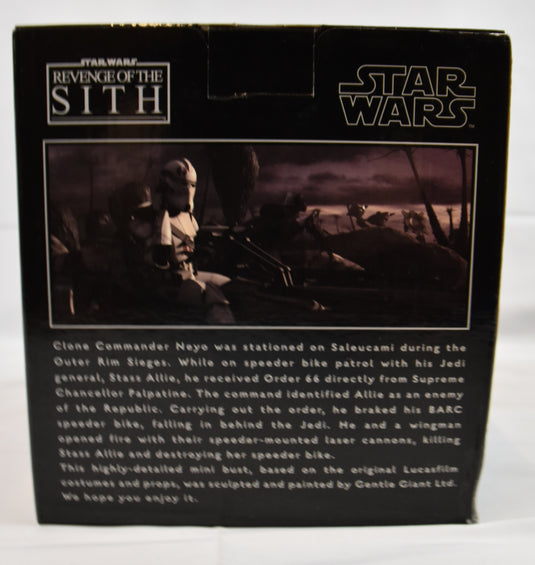 STAR WARS
REVENGE OF THE
SITH
STAR
WARS
Clone Commander Neyo was stationed on Saleucami during the
Outer Rim Sieges. While on speeder bike patrol with his Jedi
general, Stass Allie, he received Order 66 directly from Supreme
Chancellor Palpatine. The command identified Allie as an enemy
of the Republic. Carrying out the order, he braked his BARC
speeder bike, falling in behind the Jedi. He and a wingman
opened fire with their speeder-mounted laser cannons, killing
Stass Allie and destroying her speeder bike.
This highly-detailed mini bust, based on the original Lucasfilm
costumes and props, was sculpted and painted by Gentle Giant Ltd.
We hope you enjoy it.